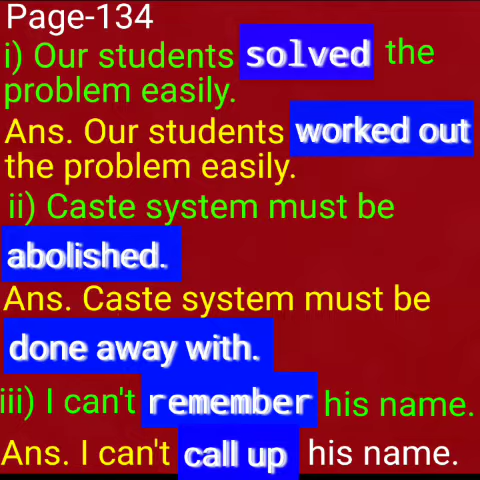 Page-134
i) Our students solved the
problem easily.
Ans. Our students worked out
the problem easily.
ii) Caste system must be
abolished.
Ans. Caste system must be
done away with.
iii) I can't remember his name.
Ans. I can't call up his name.